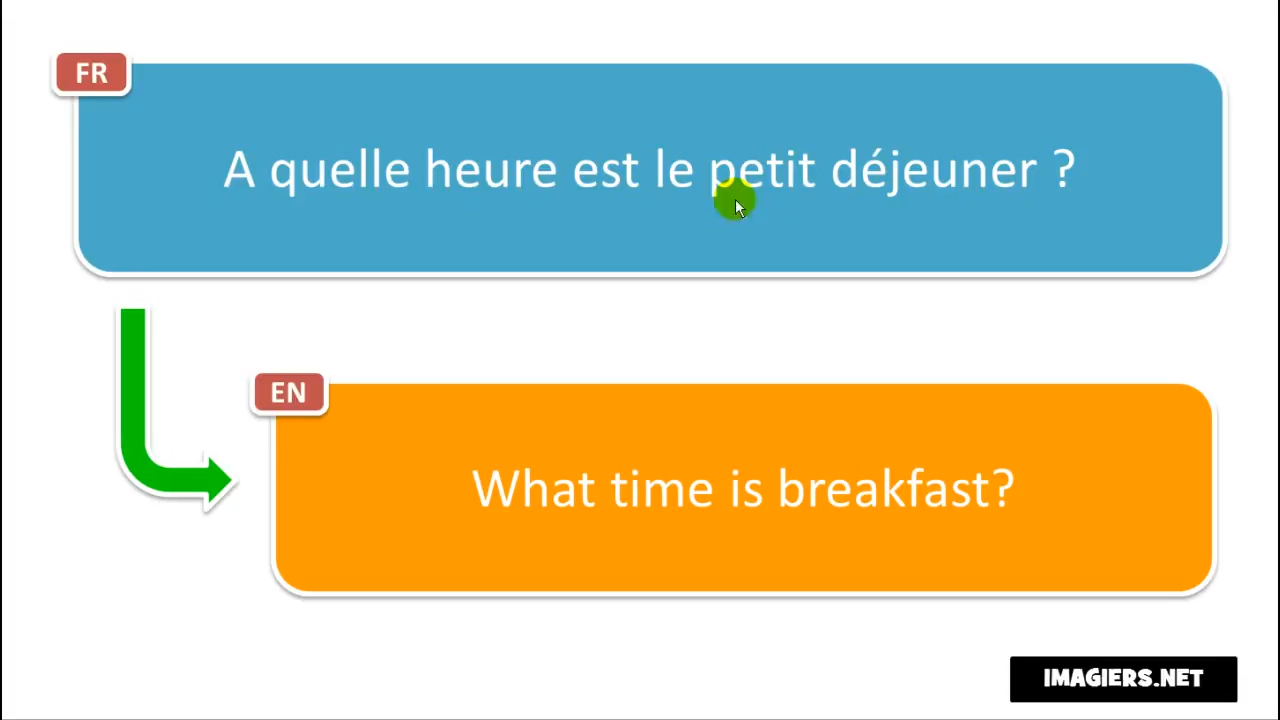 FR
A quelle heure est le petit déjeuner ?
EN
What time is breakfast?
IMAGIERS.NET